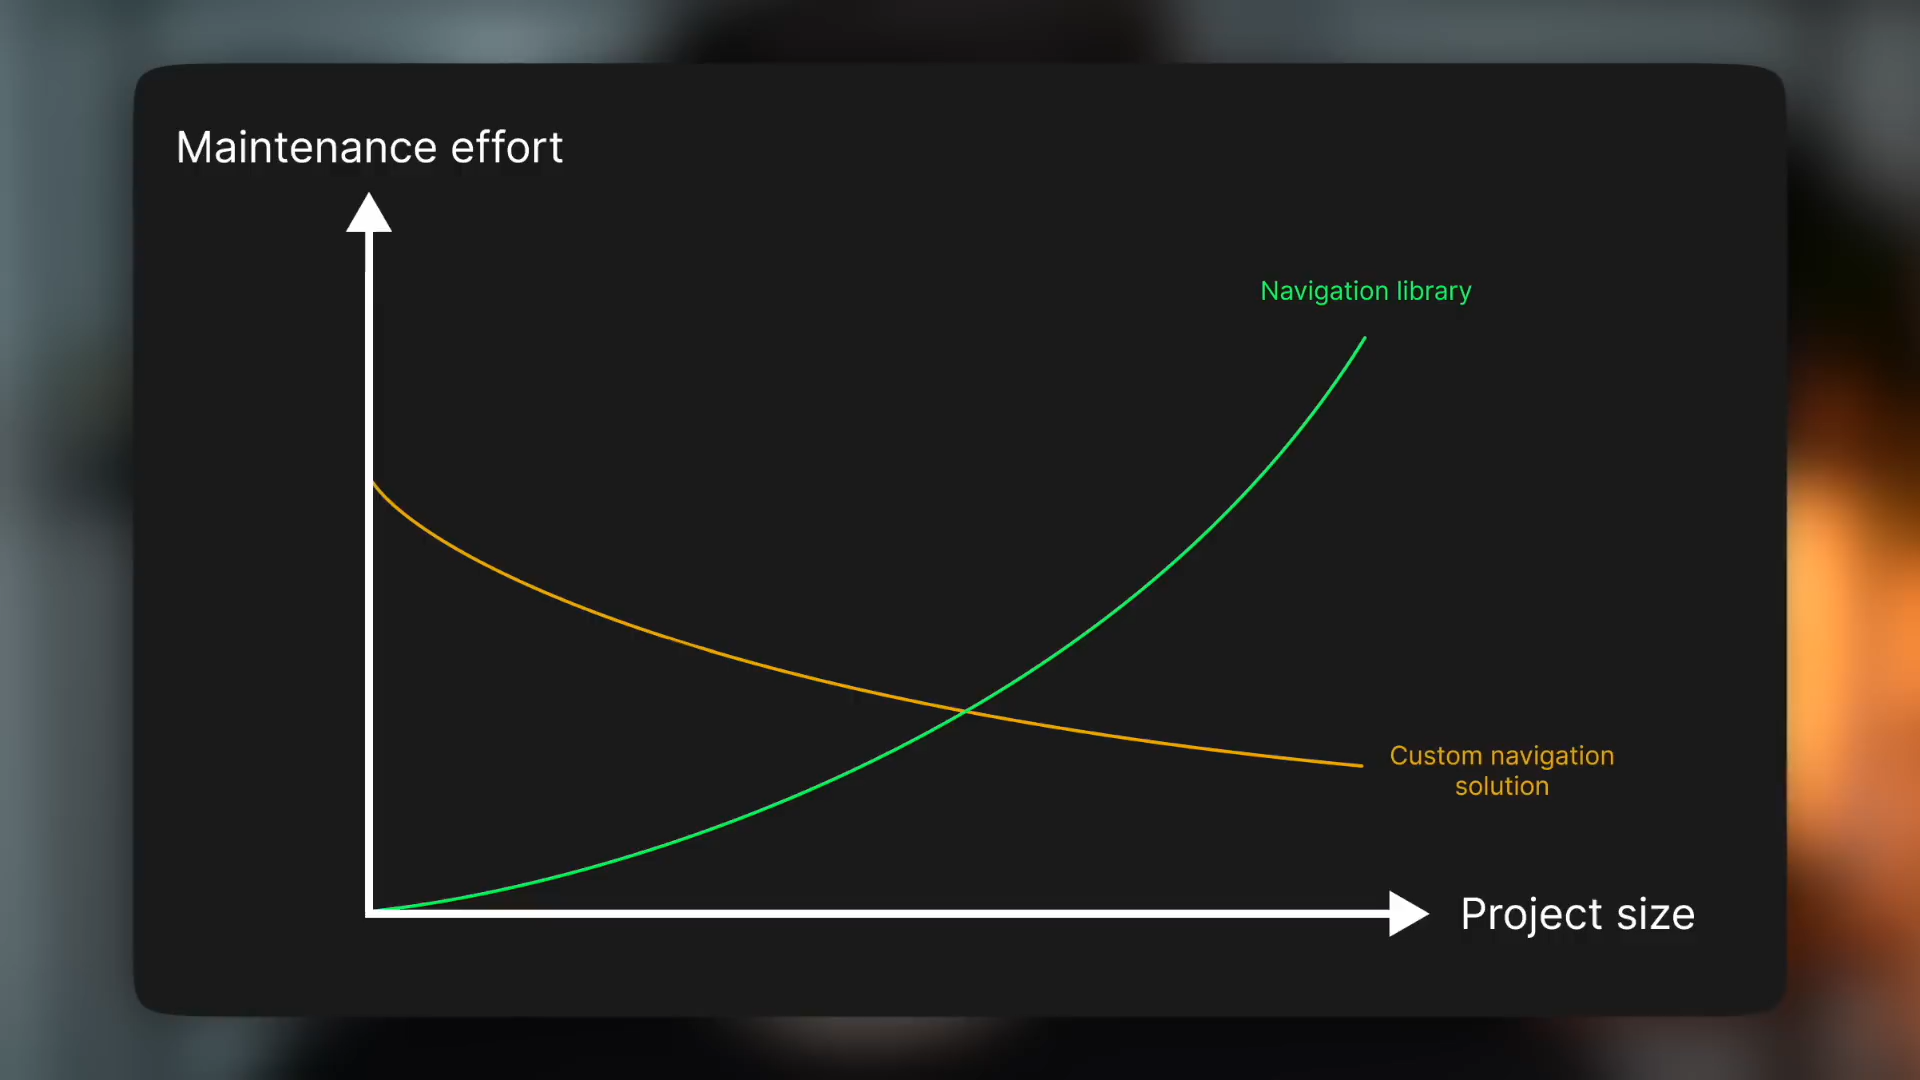 Maintenance effort
Navigation library
Custom navigation
solution
Project size